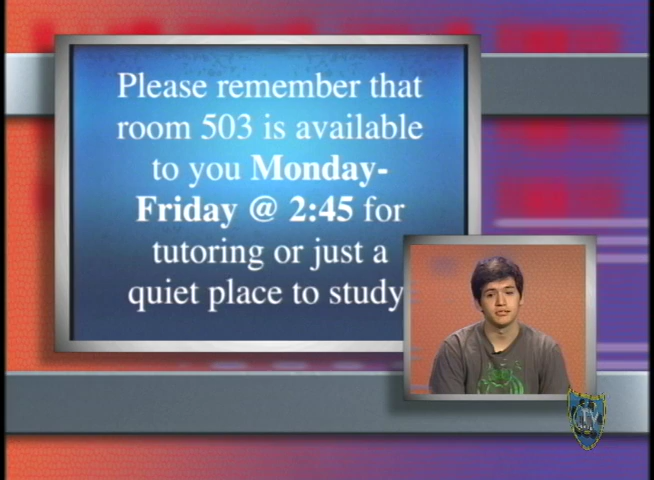 Please remember that
room 503 is available
to you Monday-
Friday @ 2:45 for
tutoring or just a
quiet place to study
TV